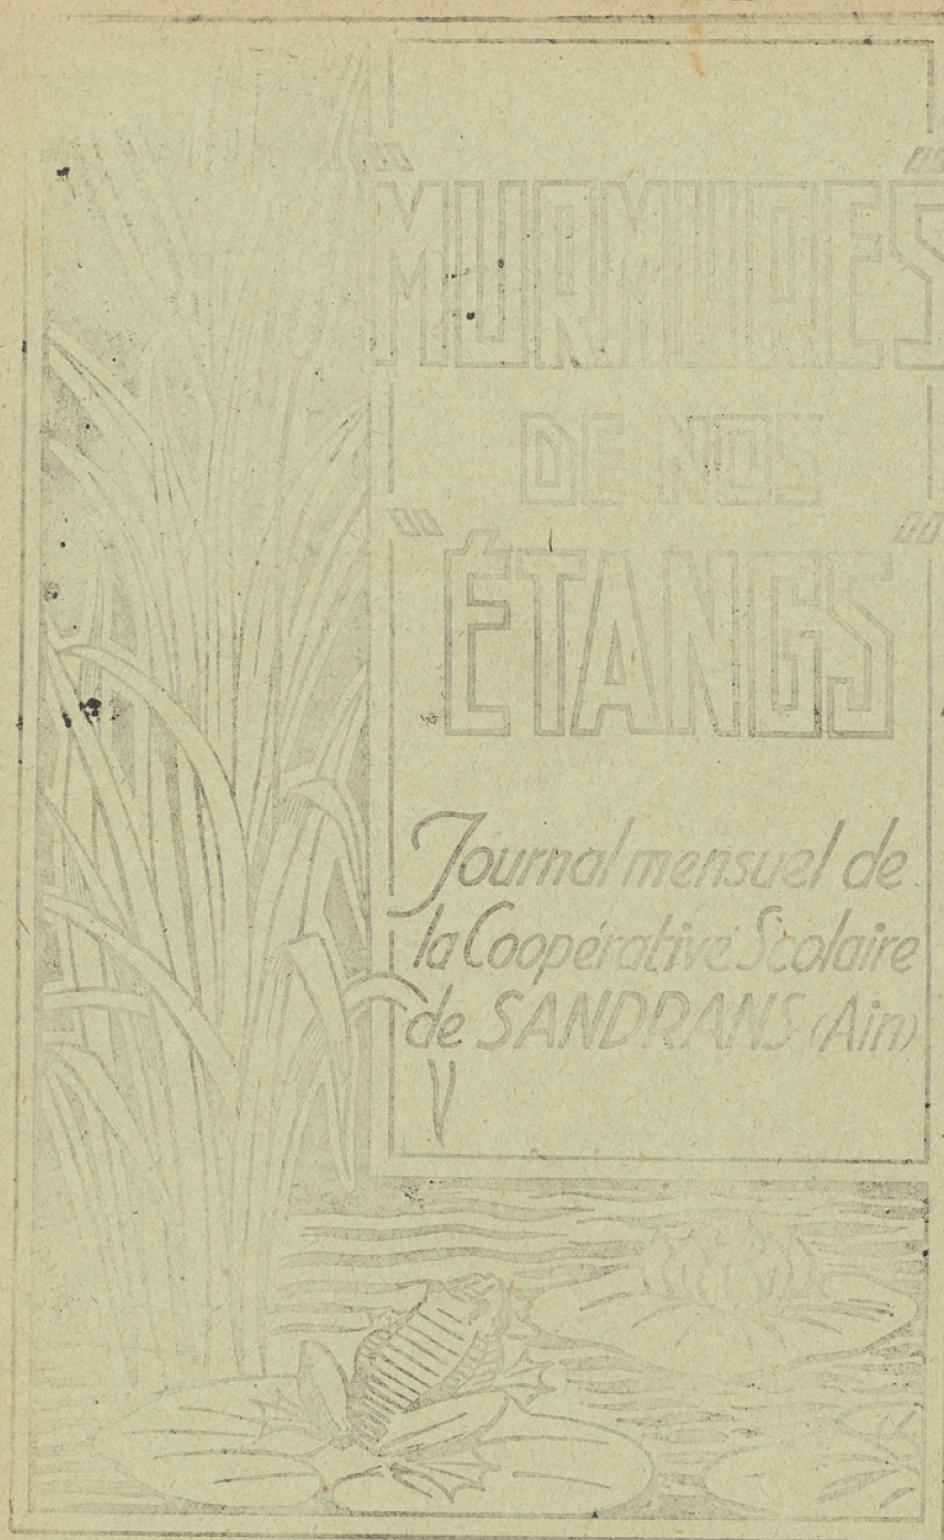 "MURMURES"
DE NOS
"ÉTANGS"
Journal mensuel de
la Coopérative Scolaire
de SANDRANS (Ain)